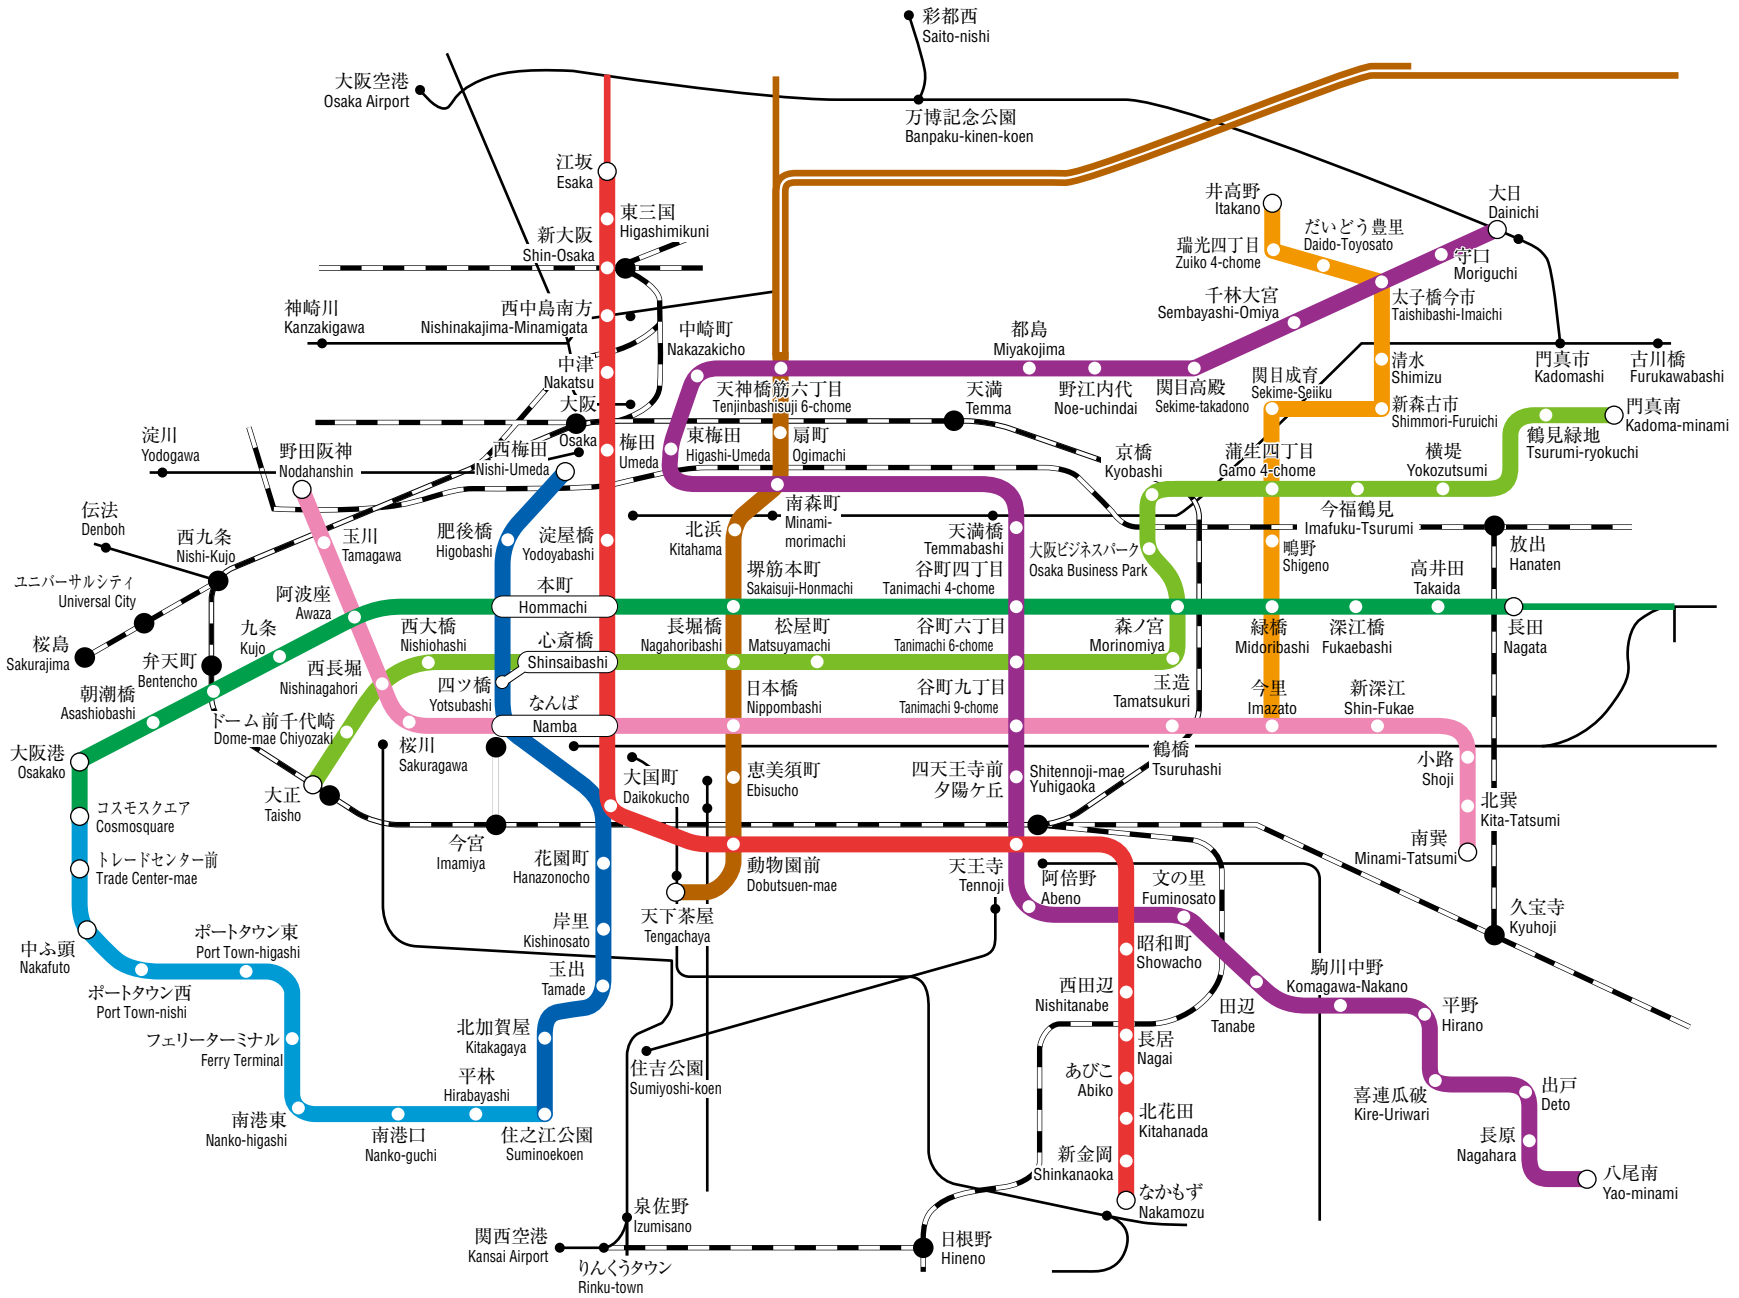 彩都西
Saito-nishi
大阪空港
Osaka Airport
万博記念公園
Banpaku-kinen-koen
江坂
Esaka
東三国
Higashimikuni
新大阪
Shin-Osaka
井高野
Itakano
瑞光四丁目
Zuiko 4-chome
だいどう豊里
Daido-Toyosato
大日
Dainichi
守口
Moriguchi
太子橋今市
Taishibashi-Imaichi
千林大宮
Sembayashi-Omiya
神崎川
Kanzakigawa
西中島南方
Nishinakajima-Minamigata
中崎町
Nakazakicho
都島
Miyakojima
野江内代
Noe-uchindai
関目高殿
Sekime-takadono
関目成育
Sekime-Seiiku
清水
Shimizu
門真市
Kadomashi
古川橋
Furukawabashi
中津
Nakatsu
大阪
Osaka
天神橋筋六丁目
Tenjinbashisuji 6-chome
天満
Temma
新森古市
Shimmori-Furuichi
門真南
Kadoma-minami
鶴見緑地
Tsurumi-ryokuchi
淀川
Yodogawa
野田阪神
Nodahanshin
西梅田
Nishi-Umeda
梅田
Umeda
東梅田
Higashi-Umeda
扇町
Ogimachi
京橋
Kyobashi
蒲生四丁目
Gamo 4-chome
横堤
Yokozutsumi
今福鶴見
Imafuku-Tsurumi
伝法
Denboh
西九条
Nishi-Kujo
玉川
Tamagawa
肥後橋
Higobashi
淀屋橋
Yodoyabashi
北浜
Kitahama
南森町
Minami-
morimachi
天満橋
Temmabashi
大阪ビジネスパーク
Osaka Business Park
鴫野
Shigeno
放出
Hanaten
ユニバーサルシティ
Universal City
阿波座
Awaza
本町
Hommachi
堺筋本町
Sakaisuji-Honmachi
谷町四丁目
Tanimachi 4-chome
高井田
Takaida
桜島
Sakurajima
弁天町
Bentencho
九条
Kujo
西大橋
Nishiohashi
心斎橋
Shinsaibashi
長堀橋
Nagahoribashi
松屋町
Matsuyamachi
谷町六丁目
Tanimachi 6-chome
森ノ宮
Morinomiya
緑橋
Midoribashi
深江橋
Fukaebashi
長田
Nagata
朝潮橋
Asashiobashi
西長堀
Nishinagahori
四ツ橋
Yotsubashi
なんば
Namba
日本橋
Nippombashi
谷町九丁目
Tanimachi 9-chome
玉造
Tamatsukuri
今里
Imazato
新深江
Shin-Fukae
ドーム前千代崎
Dome-mae Chiyozaki
大阪港
Osakako
桜川
Sakuragawa
鶴橋
Tsuruhashi
小路
Shoji
大正
Taisho
大国町
Daikokucho
恵美須町
Ebisucho
四天王寺前
夕陽ケ丘
Shitennoji-mae
Yuhigaoka
北巽
Kita-Tatsumi
コスモスクエア
Cosmosquare
今宮
Imamiya
南巽
Minami-Tatsumi
トレードセンター前
Trade Center-mae
花園町
Hanazonocho
動物園前
Dobutsuen-mae
天王寺
Tennoji
阿倍野
Abeno
文の里
Fuminosato
天下茶屋
Tengachaya
中ふ頭
Nakafuto
ポートタウン東
Port Town-higashi
岸里
Kishinosato
昭和町
Showacho
久宝寺
Kyuhoji
ポートタウン西
Port Town-nishi
玉出
Tamade
西田辺
Nishitanabe
田辺
Tanabe
駒川中野
Komagawa-Nakano
平野
Hirano
フェリーターミナル
Ferry Terminal
北加賀屋
Kitakagaya
長居
Nagai
住吉公園
Sumiyoshi-koen
あびこ
Abiko
喜連瓜破
Kire-Uriwari
出戸
Deto
平林
Hirabayashi
南港東
Nanko-higashi
南港口
Nanko-guchi
住之江公園
Suminoekoen
北花田
Kitahanada
長原
Nagahara
新金岡
Shinkanaoka
なかもず
Nakamozu
八尾南
Yao-minami
泉佐野
Izumisano
関西空港
Kansai Airport
りんくうタウン
Rinku-town
日根野
Hineno